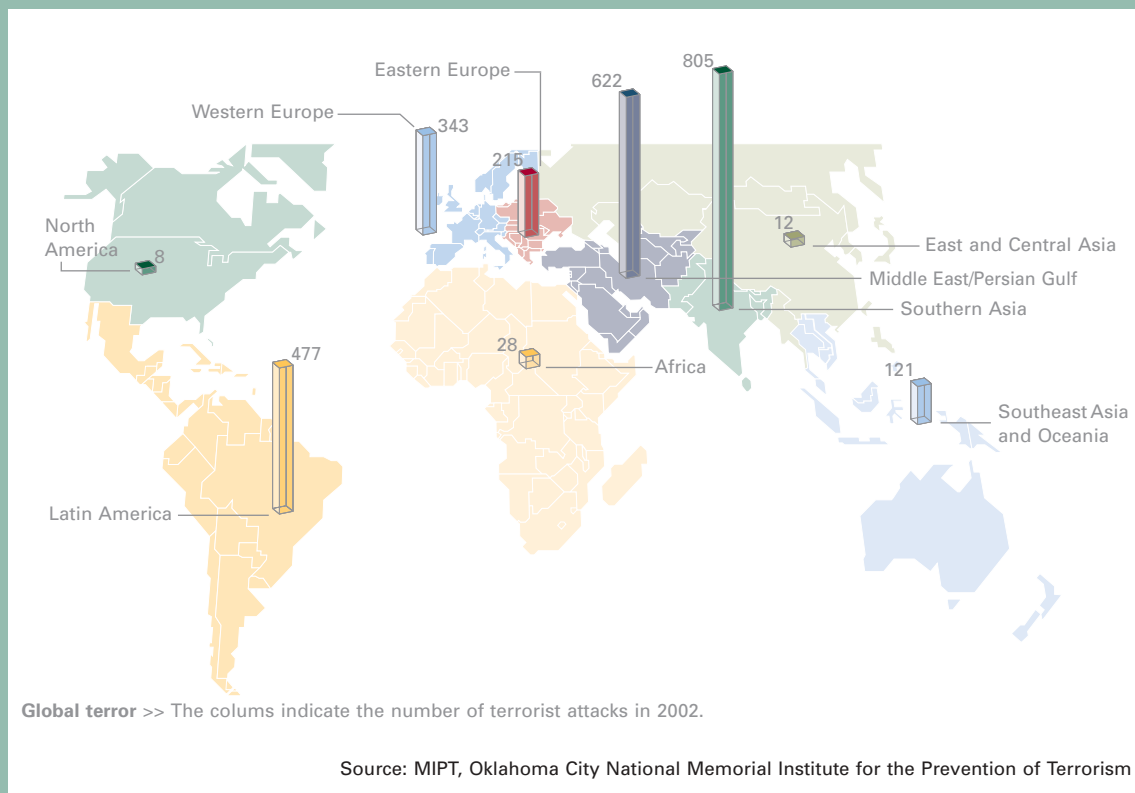 805
622
Eastern Europe
Western Europe
343
215
North
America
8
12
East and Central Asia
Middle East/Persian Gulf
Southern Asia
477
28
Africa
121
Southeast Asia
and Oceania
Latin America
Global terror >> The colums indicate the number of terrorist attacks in 2002.
Source: MIPT, Oklahoma City National Memorial Institute for the Prevention of Terrorism